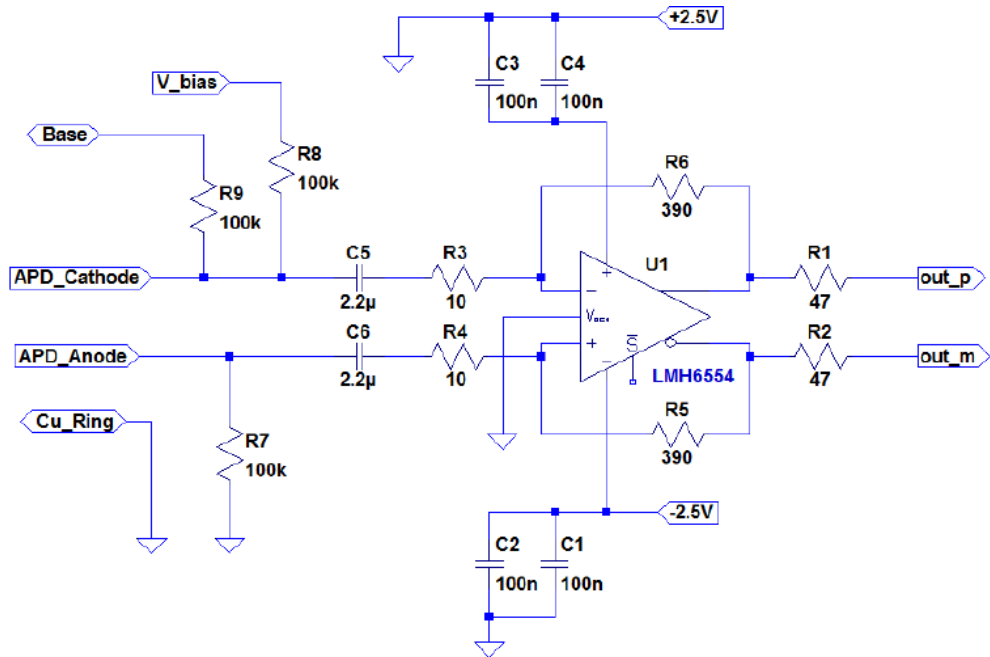 +2.5V
C3
C4
100n
100n
V_bias
Base
R8
100k
R9
100k
R6
390
APD_Cathode
C5
2.2µ
R3
10
U1
R1
47
out_p
+
−
+
−
S
APD_Anode
C6
2.2µ
R4
10
LMH6554
R2
47
out_m
Cu_Ring
R7
100k
R5
390
-2.5V
C2
C1
100n
100n